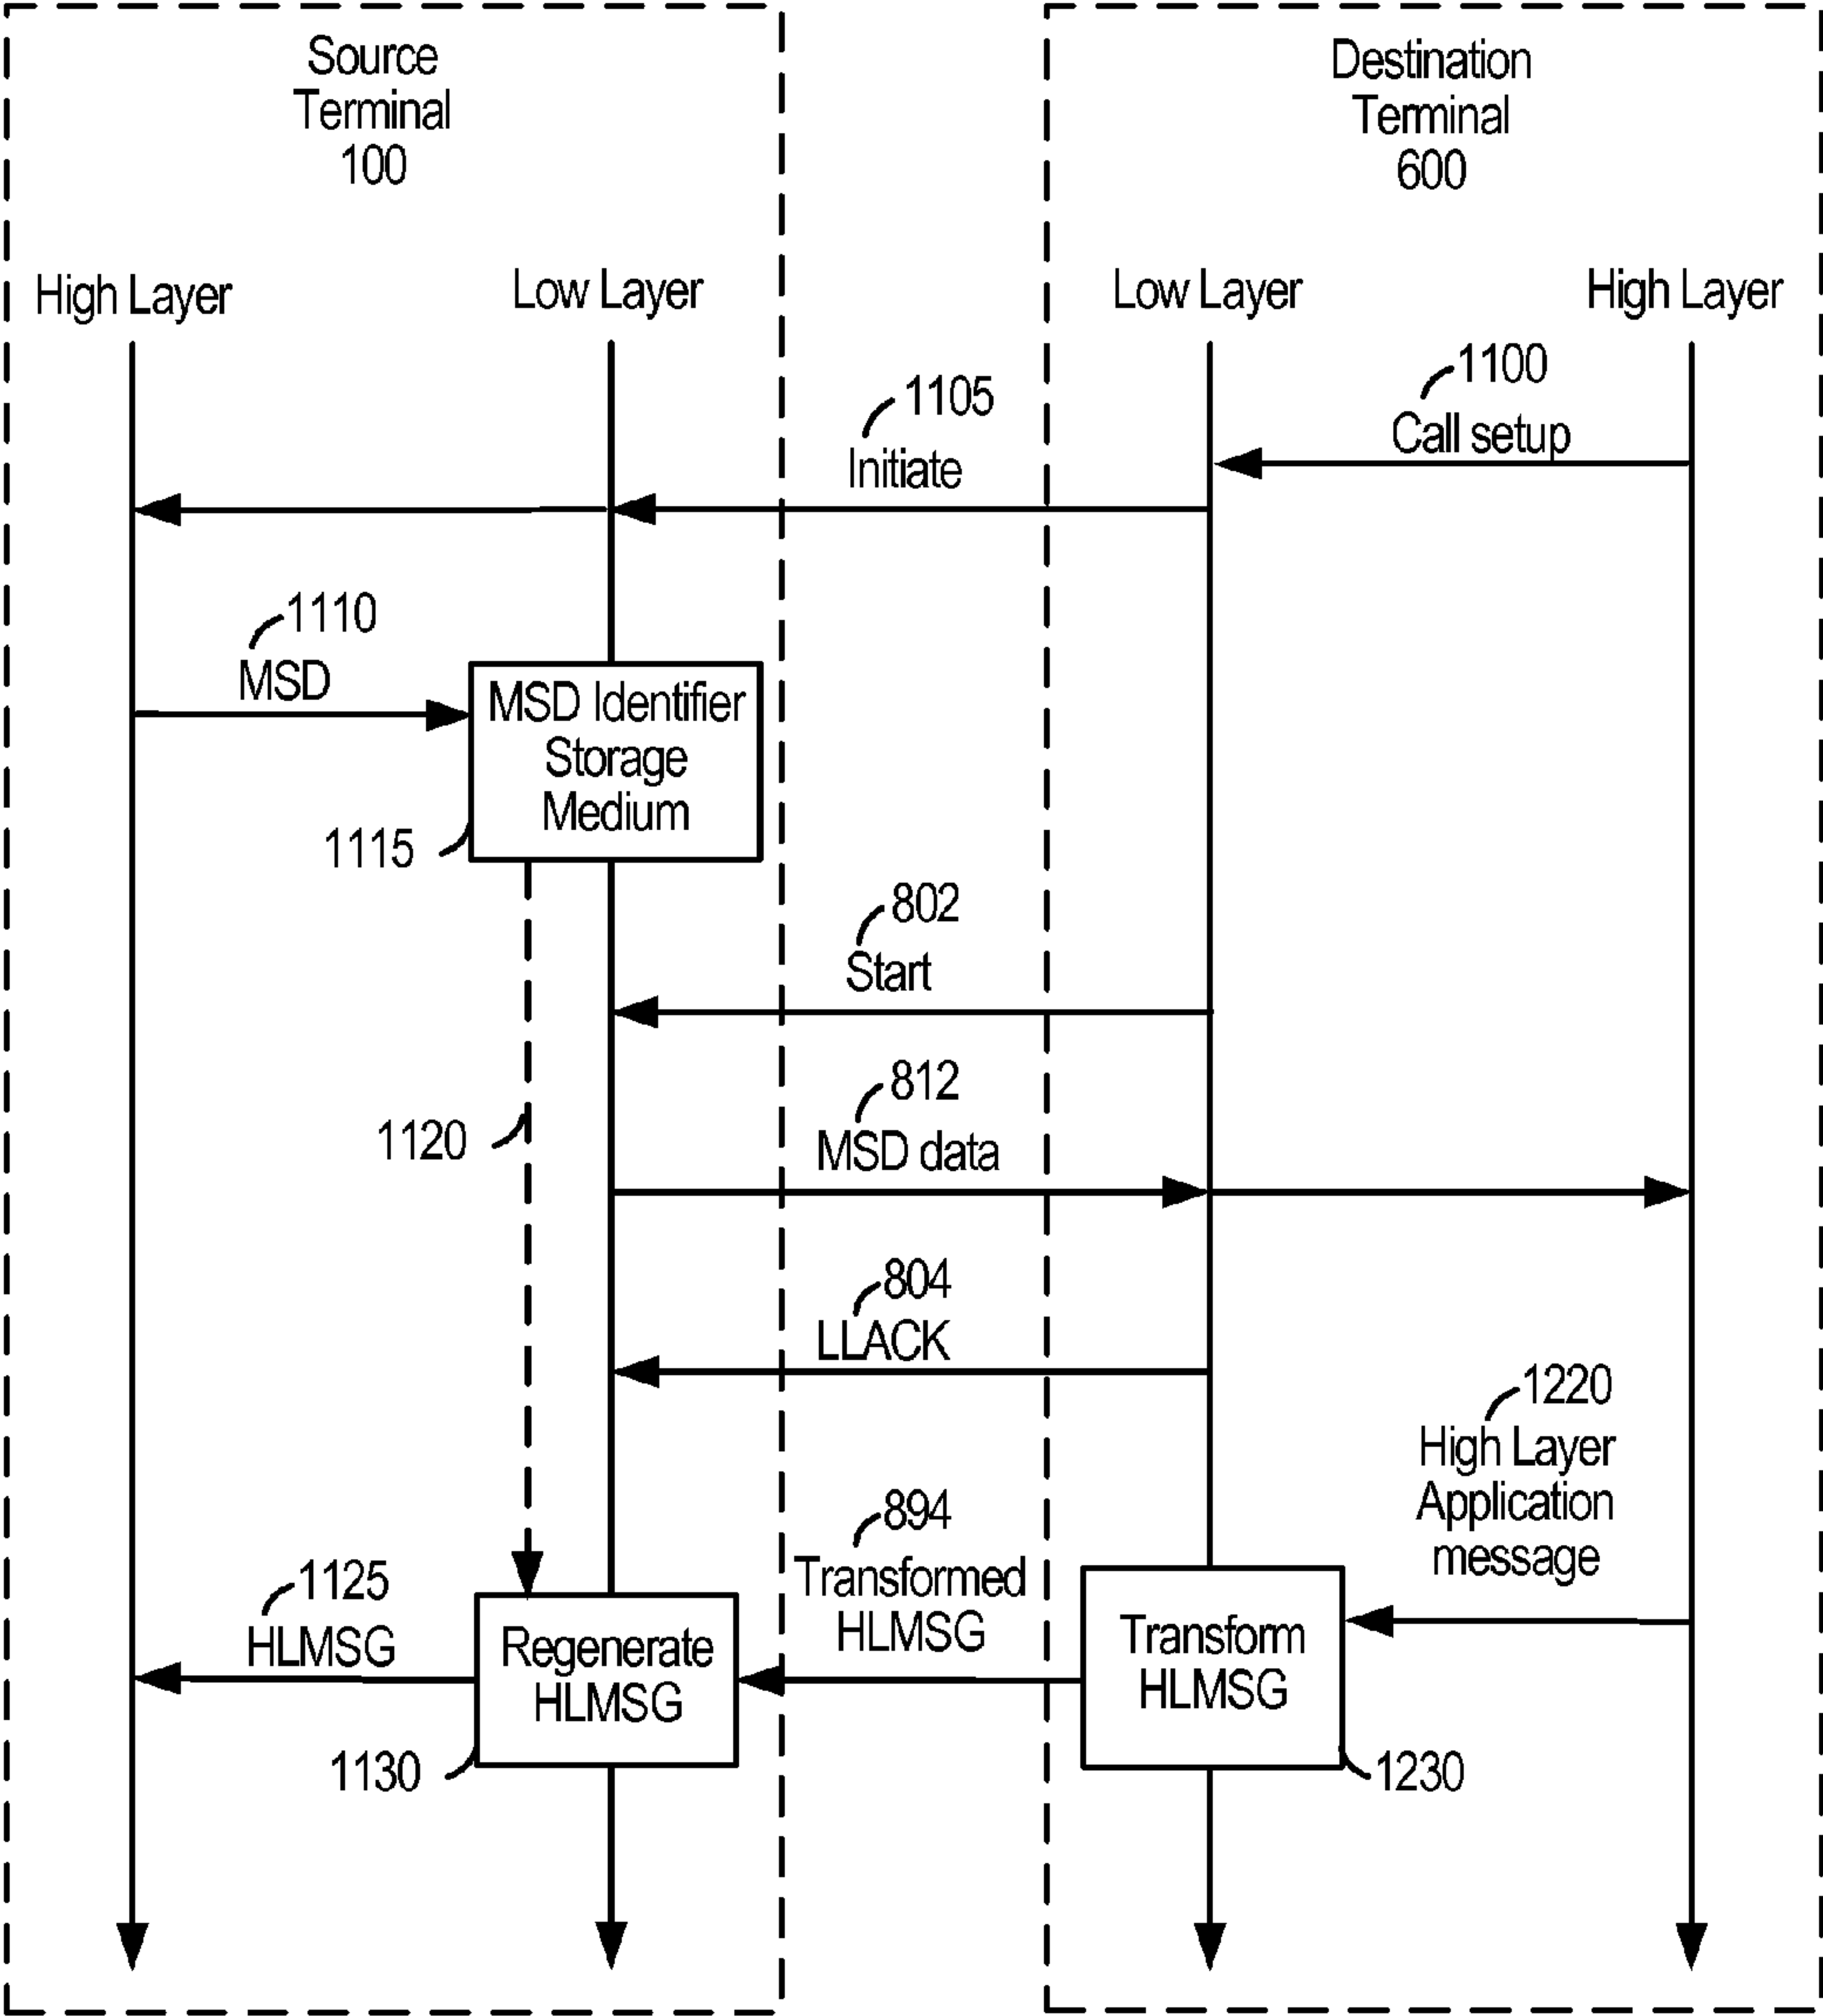 Source
Terminal
100
Destination
Terminal
600
High Layer
Low Layer
Low Layer
High Layer
1100
Call setup
1105
Initiate
1110
MSD
MSD Identifier
Storage
Medium
1115
802
Start
812
MSD data
1120
804
LLACK
1220
High Layer
Application
message
894
Transformed
HLMSG
1125
HLMSG
Regenerate
HLMSG
Transform
HLMSG
1130
1230